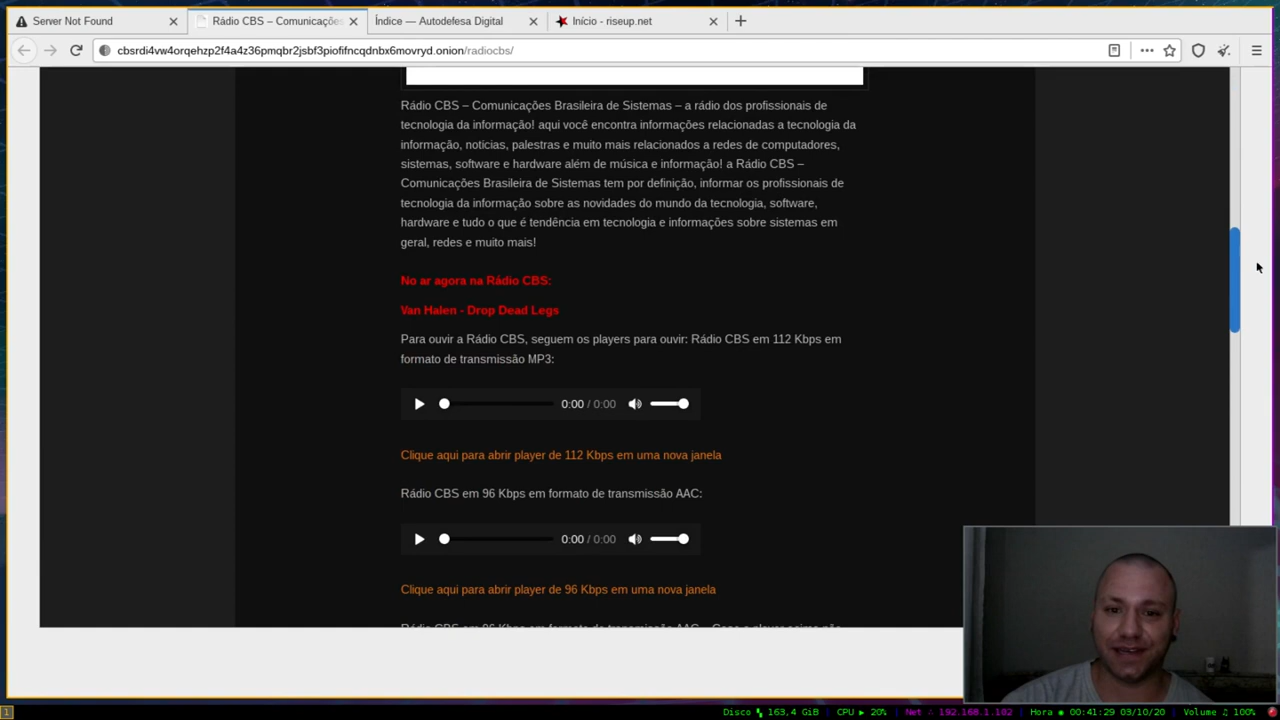 Server Not Found
Rádio CBS – Comunicações
Índice — Autodefesa Digital
Início - riseup.net
cbsrdi4vw4orqehzp2f4a4z36pmqbr2jsbf3piofifncqdnbx6movryd.onion/radiocbs/
Rádio CBS – Comunicações Brasileira de Sistemas – a rádio dos profissionais de
tecnologia da informação! aqui você encontra informações relacionadas a tecnologia da
informação, noticias, palestras e muito mais relacionados a redes de computadores,
sistemas, software e hardware além de música e informação! a Rádio CBS –
Comunicações Brasileira de Sistemas tem por definição, informar os profissionais de
tecnologia da informação sobre as novidades do mundo da tecnologia, software,
hardware e tudo o que é tendência em tecnologia e informações sobre sistemas em
geral, redes e muito mais!
No ar agora na Rádio CBS:
Van Halen - Drop Dead Legs
Para ouvir a Rádio CBS, seguem os players para ouvir: Rádio CBS em 112 Kbps em
formato de transmissão MP3:
0:00 / 0:00
Clique aqui para abrir player de 112 Kbps em uma nova janela
Rádio CBS em 96 Kbps em formato de transmissão AAC:
0:00 / 0:00
Clique aqui para abrir player de 96 Kbps em uma nova janela
1
Disco 163,4 GiB CPU 20% Net 192.168.1.102 Hora 00:41:29 03/10/20 Volume 100%